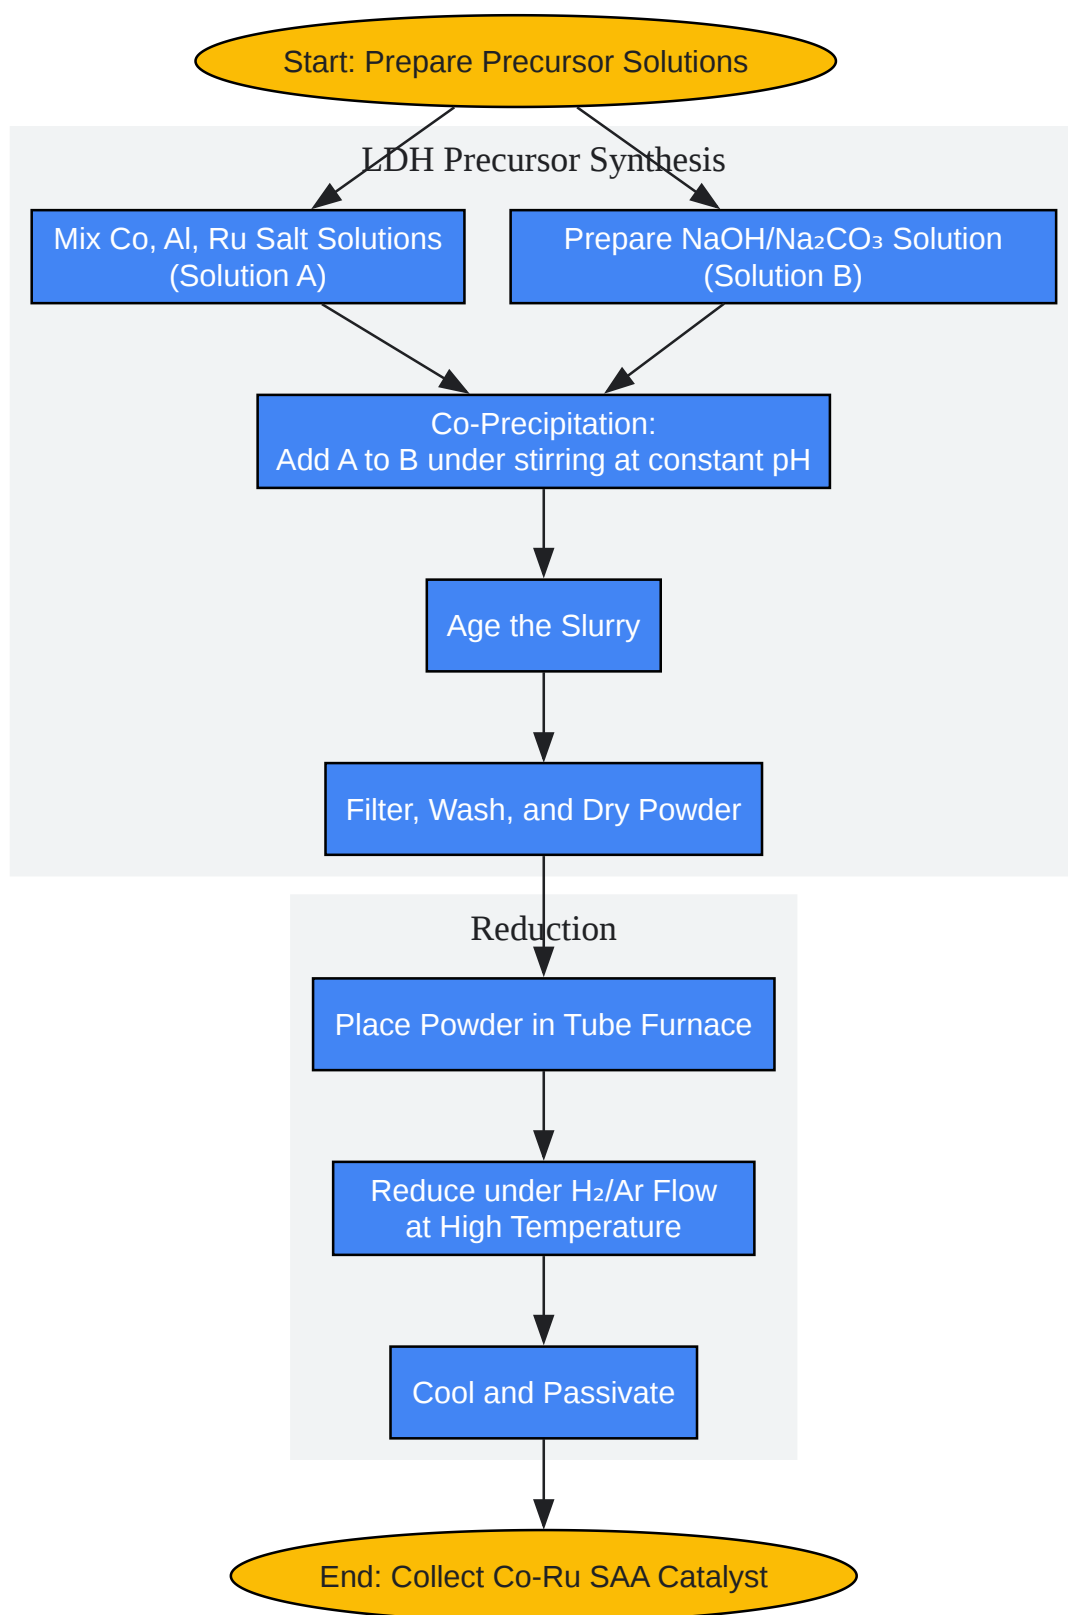 Start: Prepare Precursor Solutions
LDH Precursor Synthesis
Mix Co, Al, Ru Salt Solutions
(Solution A)
Prepare NaOH/Na₂CO₃ Solution
(Solution B)
Co-Precipitation:
Add A to B under stirring at constant pH
Age the Slurry
Filter, Wash, and Dry Powder
Reduction
Place Powder in Tube Furnace
Reduce under H₂/Ar Flow
at High Temperature
Cool and Passivate
End: Collect Co-Ru SAA Catalyst